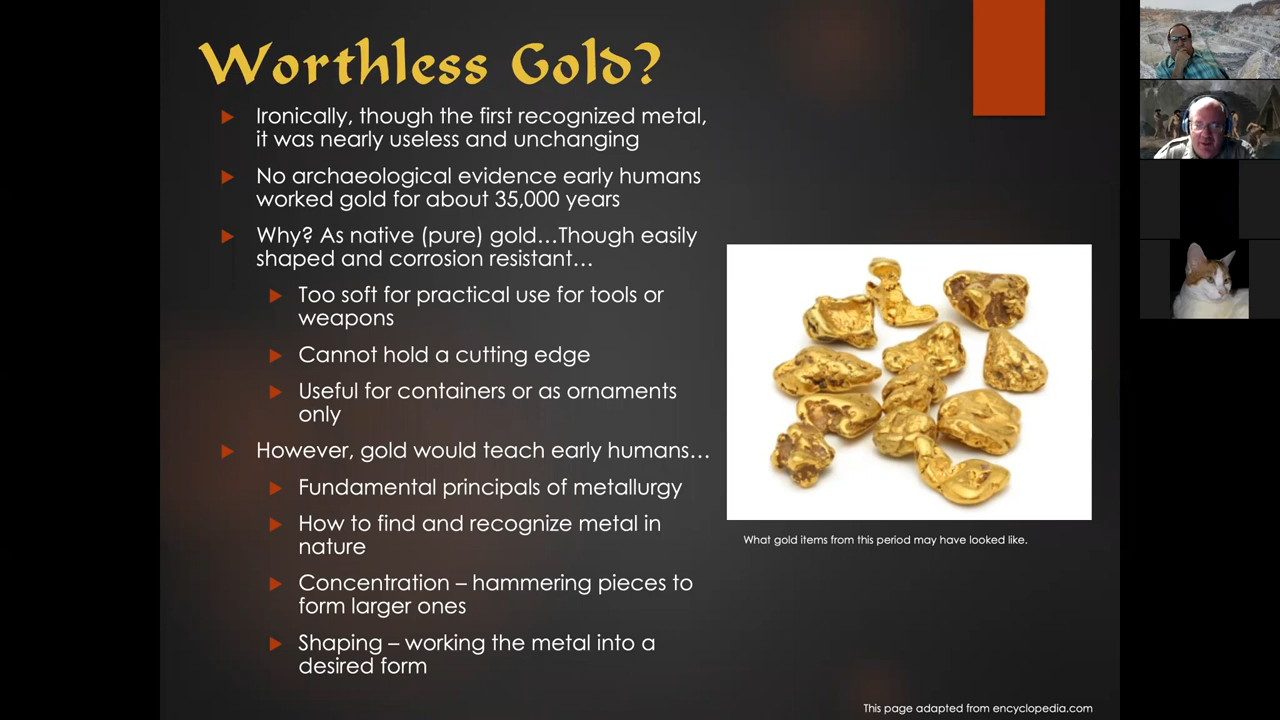 Worthless Gold?
Ironically, though the first recognized metal,
it was nearly useless and unchanging
No archaeological evidence early humans
worked gold for about 35,000 years
Why? As native (pure) gold…Though easily
shaped and corrosion resistant…
Too soft for practical use for tools or
weapons
Cannot hold a cutting edge
Useful for containers or as ornaments
only
However, gold would teach early humans…
Fundamental principals of metallurgy
How to find and recognize metal in
nature
Concentration – hammering pieces to
form larger ones
Shaping – working the metal into a
desired form
What gold items from this period may have looked like.
This page adapted from encyclopedia.com